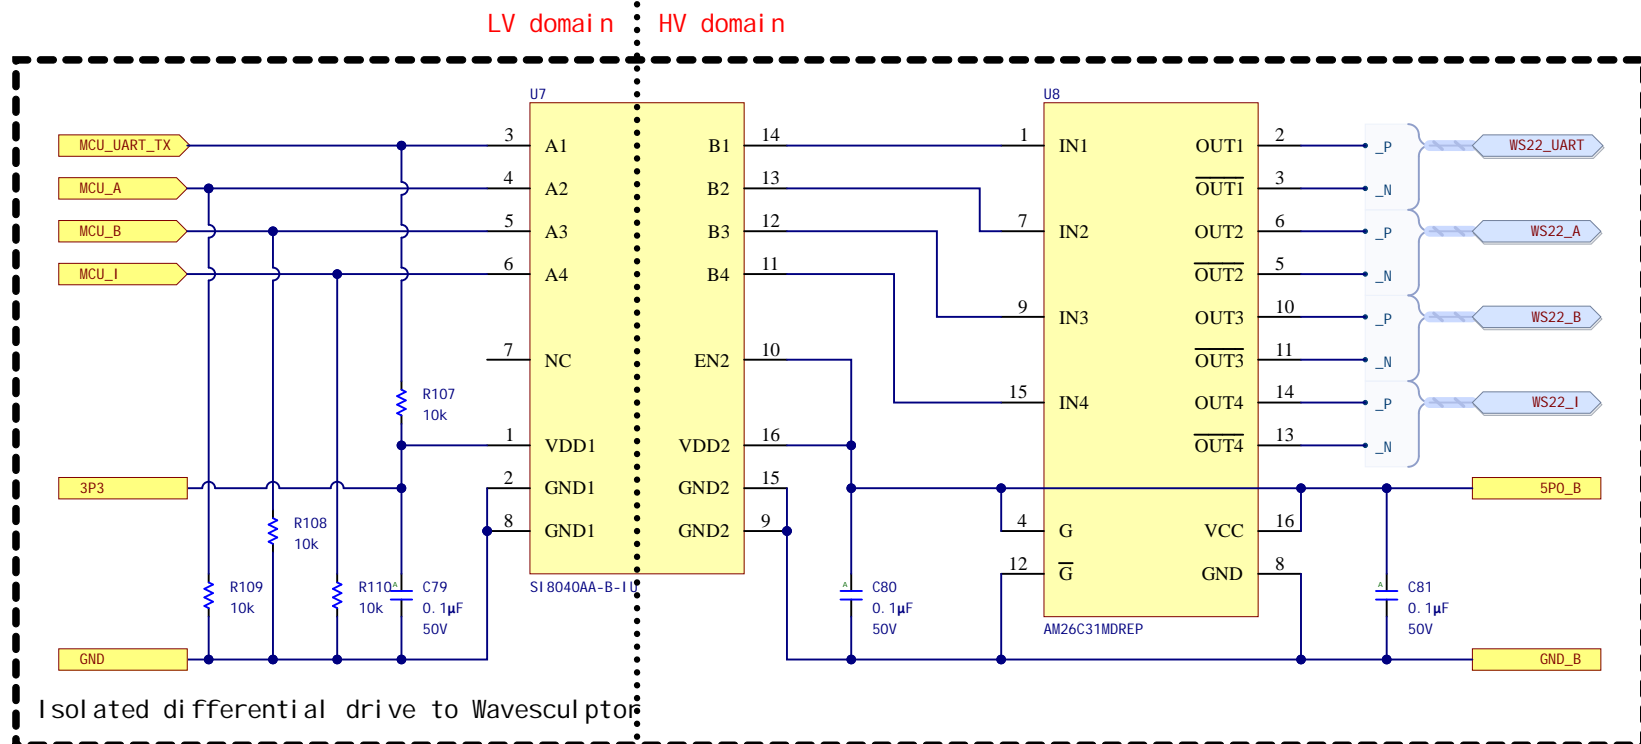 LV domain
HV domain
U7
U8
MCU_UART_TX
3
A1
B1
14
1
IN1
OUT1
2
_P
WS22_UART
MCU_A
4
A2
B2
13
OUT1
3
_N
MCU_B
5
A3
B3
12
7
IN2
OUT2
6
_P
WS22_A
MCU_I
6
A4
B4
11
OUT2
5
_N
9
IN3
OUT3
10
_P
WS22_B
7
NC
EN2
10
OUT3
11
_N
R107
10k
15
IN4
OUT4
14
_P
WS22_I
1
VDD1
VDD2
16
OUT4
13
_N
3P3
2
GND1
GND2
15
5P0_B
R108
10k
8
GND1
GND2
9
4
G
VCC
16
12
G
GND
8
R109
10k
R110
10k
A
C79
0.1µF
50V
SI8040AA-B-IU
A
C80
0.1µF
50V
AM26C31MDREP
A
C81
0.1µF
50V
GND
GND_B
Isolated differential drive to Wavesculptor